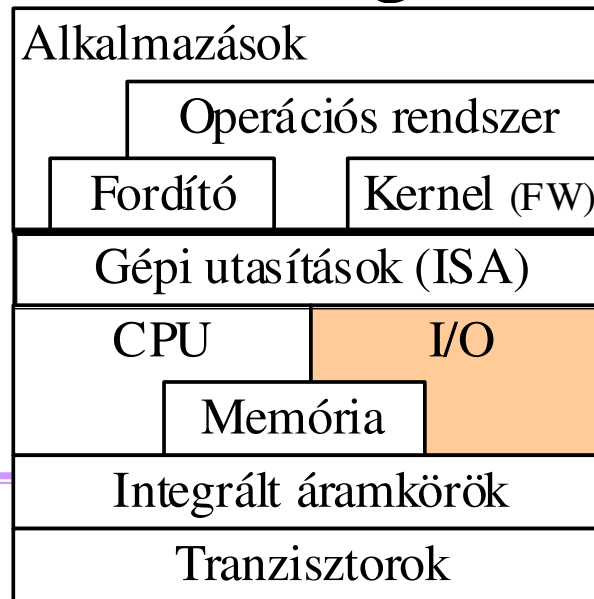 Alkalmazások
Operációs rendszer
Fordító
Kernel (FW)
Gépi utasítások (ISA)
CPU
I/O
Memória
Integrált áramkörök
Tranzisztorok